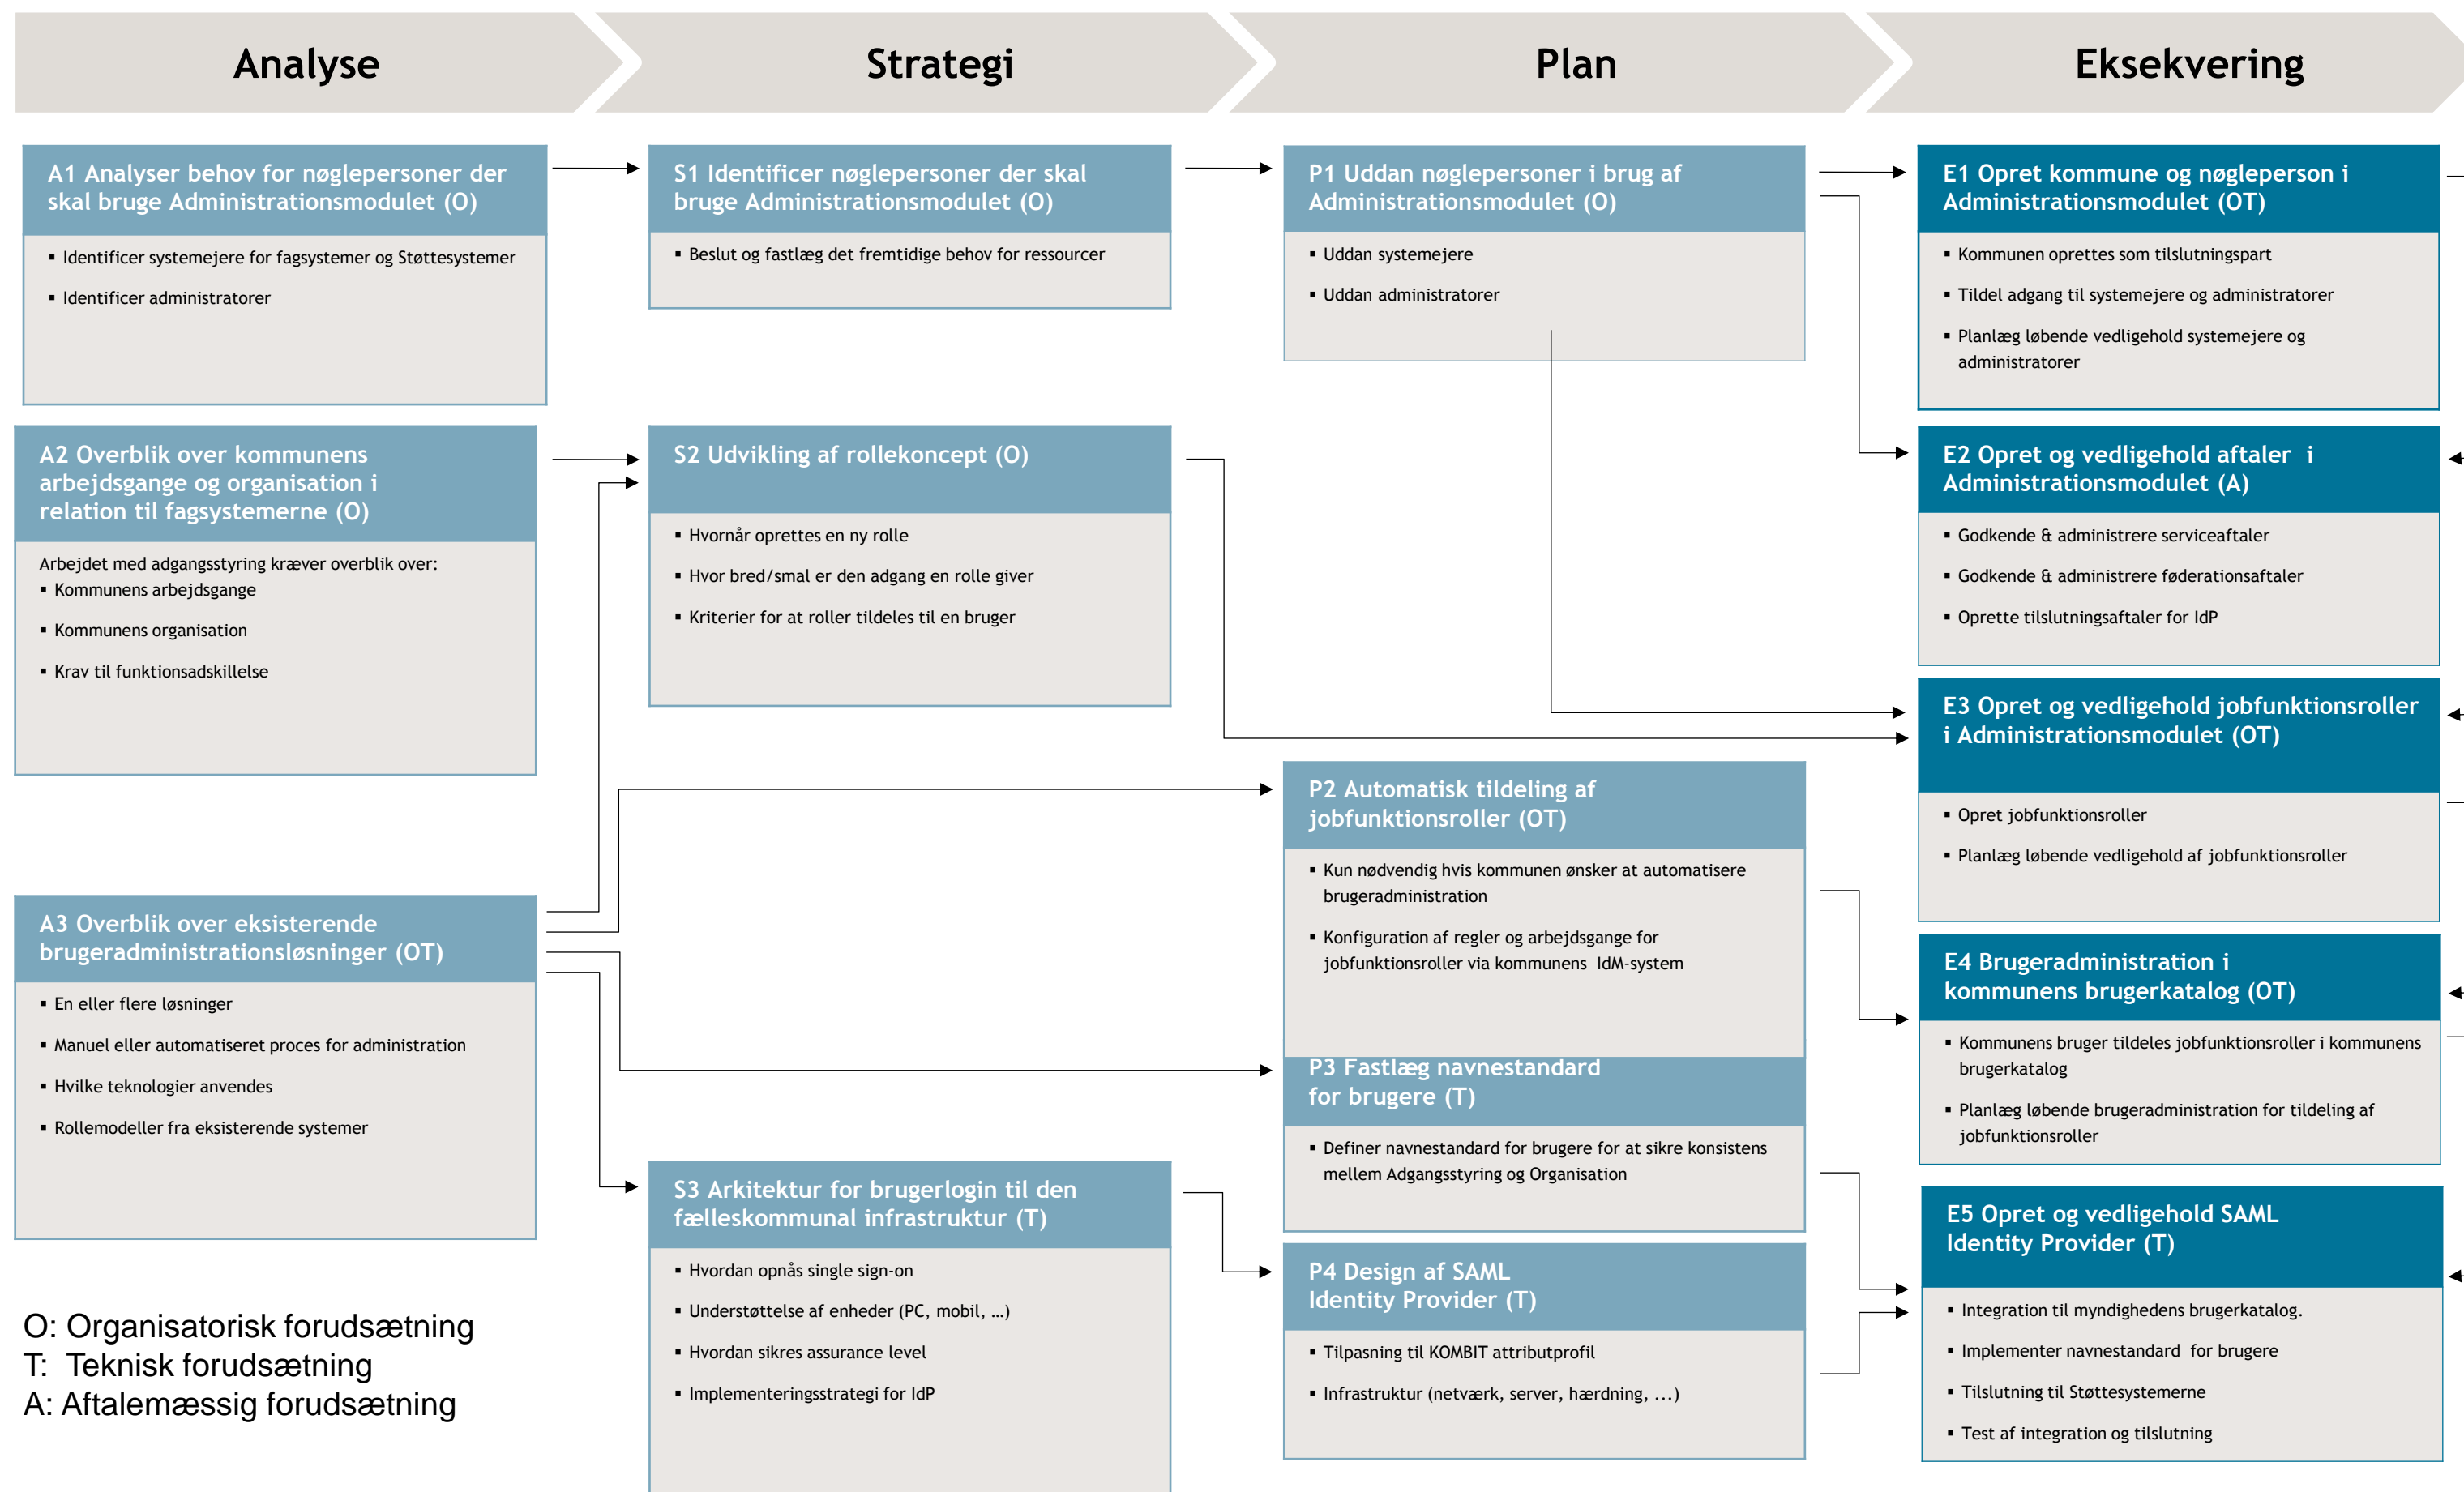 Analyse
Strategi
Plan
Eksekvering
A1 Analyser behov for nøglepersoner der
skal bruge Administrationsmodulet (O)
▪ Identificer systemejere for fagsystemer og Støttesystemer
▪ Identificer administratorer
A2 Overblik over kommunens
arbejdsgange og organisation i
relation til fagsystemerne (O)
Arbejdet med adgangsstyring kræver overblik over:
▪ Kommunens arbejdsgange
▪ Kommunens organisation
▪ Krav til funktionsadskillelse
A3 Overblik over eksisterende
brugeradministrationsløsninger (OT)
▪ En eller flere løsninger
▪ Manuel eller automatiseret proces for administration
▪ Hvilke teknologier anvendes
▪ Rollemodeller fra eksisterende systemer
O: Organisatorisk forudsætning
T: Teknisk forudsætning
A: Aftalemæssig forudsætning
S1 Identificer nøglepersoner der skal
bruge Administrationsmodulet (O)
▪ Beslut og fastlæg det fremtidige behov for ressourcer
S2 Udvikling af rollekoncept (O)
▪ Hvornår oprettes en ny rolle
▪ Hvor bred/smal er den adgang en rolle giver
▪ Kriterier for at roller tildeles til en bruger
S3 Arkitektur for brugerlogin til den
fælleskommunal infrastruktur (T)
▪ Hvordan opnås single sign-on
▪ Understøttelse af enheder (PC, mobil, …)
▪ Hvordan sikres assurance level
▪ Implementeringsstrategi for IdP
P1 Uddan nøglepersoner i brug af
Administrationsmodulet (O)
▪ Uddan systemejere
▪ Uddan administratorer
P2 Automatisk tildeling af
jobfunktionsroller (OT)
▪ Kun nødvendig hvis kommunen ønsker at automatisere
brugeradministration
▪ Konfiguration af regler og arbejdsgange for
jobfunktionsroller via kommunens IdM-system
P3 Fastlæg navnestandard
for brugere (T)
▪ Definer navnestandard for brugere for at sikre konsistens
mellem Adgangsstyring og Organisation
P4 Design af SAML
Identity Provider (T)
▪ Tilpasning til KOMBIT attributprofil
▪ Infrastruktur (netværk, server, hærdning, ...)
E1 Opret kommune og nøgleperson i
Administrationsmodulet (OT)
▪ Kommunen oprettes som tilslutningspart
▪ Tildel adgang til systemejere og administratorer
▪ Planlæg løbende vedligehold systemejere og
administratorer
E2 Opret og vedligehold aftaler i
Administrationsmodulet (A)
▪ Godkende & administrere serviceaftaler
▪ Godkende & administrere føderationsaftaler
▪ Oprette tilslutningsaftaler for IdP
E3 Opret og vedligehold jobfunktionsroller
i Administrationsmodulet (OT)
▪ Opret jobfunktionsroller
▪ Planlæg løbende vedligehold af jobfunktionsroller
E4 Brugeradministration i
kommunens brugerkatalog (OT)
▪ Kommunens bruger tildeles jobfunktionsroller i kommunens
brugerkatalog
▪ Planlæg løbende brugeradministration for tildeling af
jobfunktionsroller
E5 Opret og vedligehold SAML
Identity Provider (T)
▪ Integration til myndighedens brugerkatalog.
▪ Implementer navnestandard for brugere
▪ Tilslutning til Støttesystemerne
▪ Test af integration og tilslutning